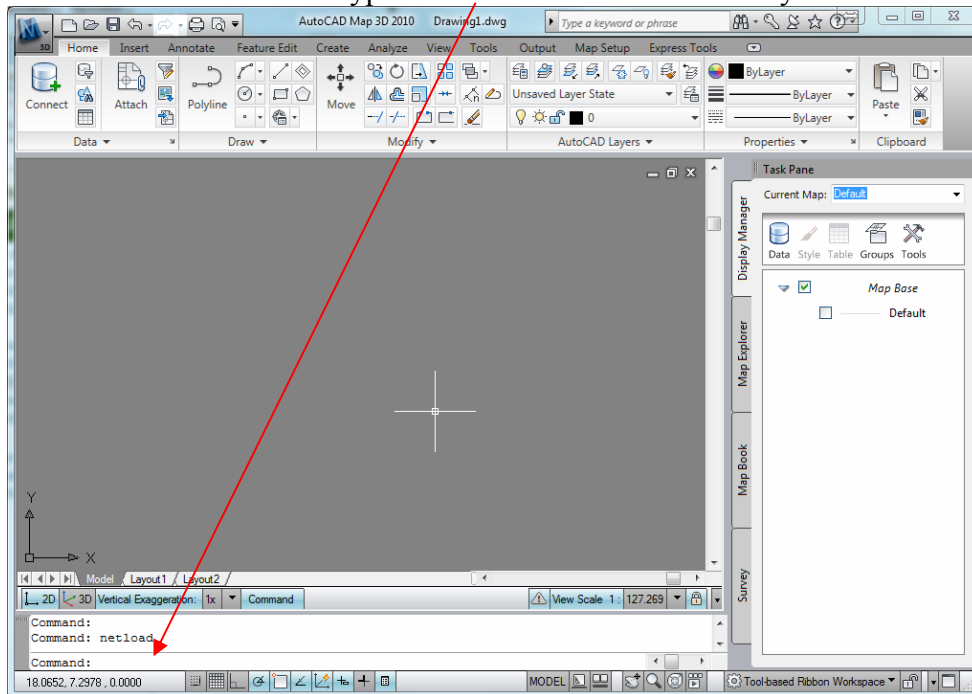 AutoCAD Map 3D 2010 Drawing1.dwg Type a keyword or phrase
3D Home Insert Annotate Feature Edit Create Analyze View Tools Output Map Setup Express Tools
Connect Attach Polyline Move Unsaved Layer State 0 ByLayer ByLayer ByLayer Paste
Data Draw Modify AutoCAD Layers Properties Clipboard
Task Pane
Current Map: Default
Display Manager
Data Style Table Groups Tools
Map Base
Default
Map Explorer
Map Book
Survey
Y
X
Model Layout1 Layout2
2D 3D Vertical Exaggeration: 1x Command View Scale 1 : 127.269
Command:
Command: netload
Command:
18.0652, 7.2978 , 0.0000 MODEL Tool-based Ribbon Workspace